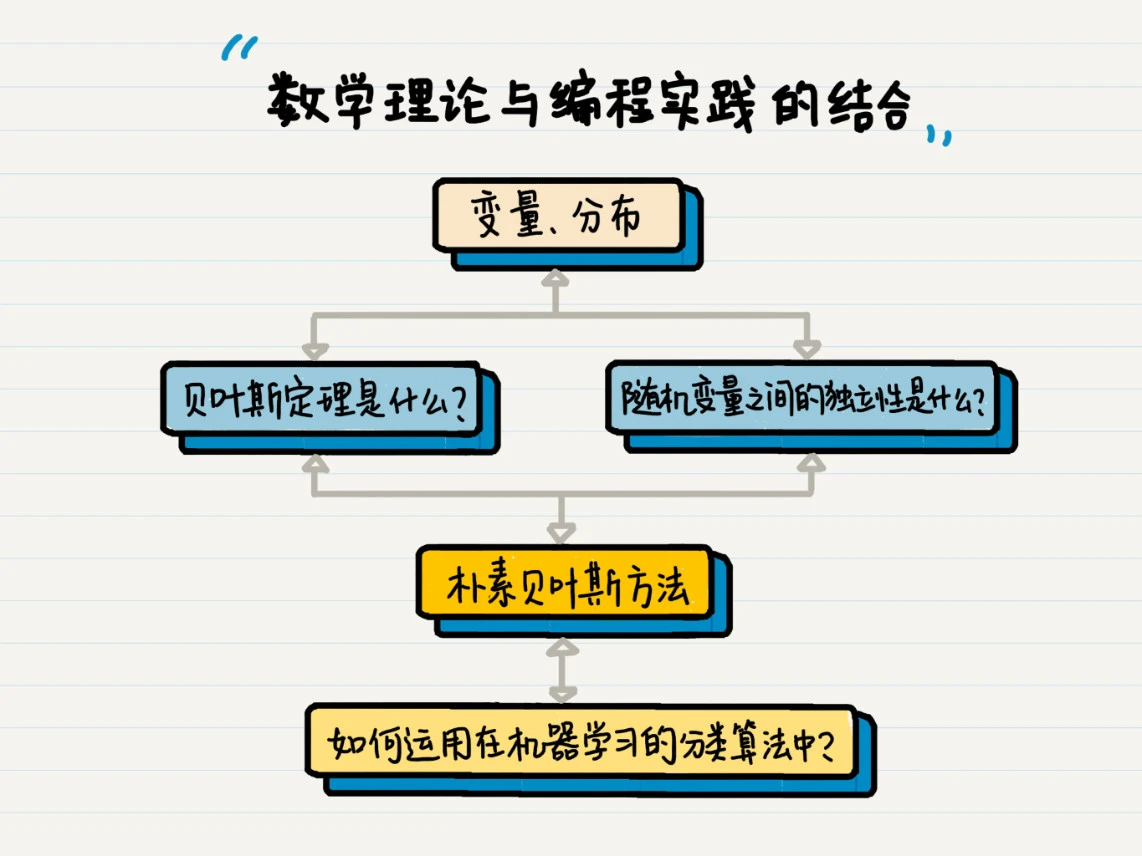 “数学理论与编程实践的结合”
变量、分布
贝叶斯定理是什么?
随机变量之间的独立性是什么?
朴素贝叶斯方法
如何运用在机器学习的分类算法中?